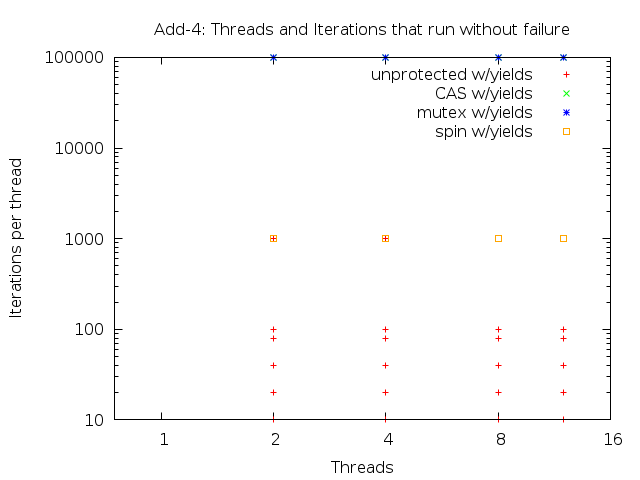 Add-4: Threads and Iterations that run without failure
100000
10000
1000
100
10
Iterations per thread
unprotected w/yields
CAS w/yields
mutex w/yields
spin w/yields
1 2 4 8 16
Threads